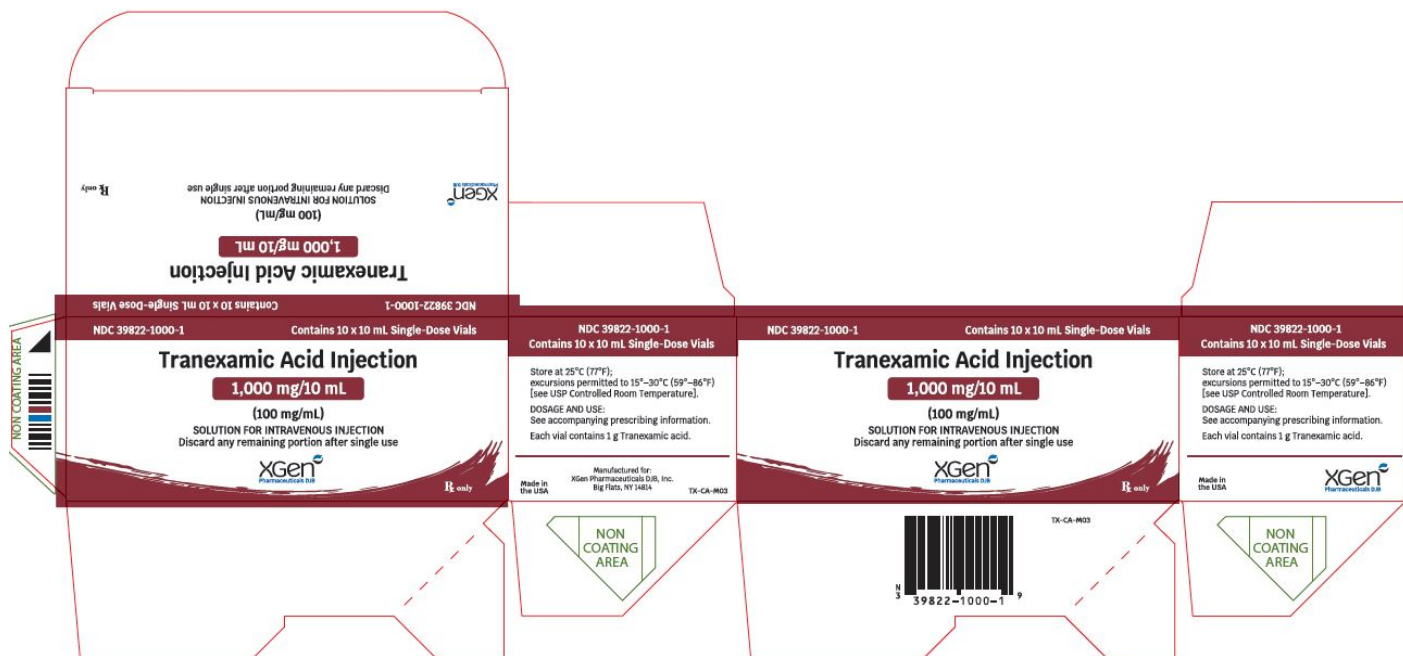 Rx only
SOLUTION FOR INTRAVENOUS INJECTION
Discard any remaining portion after single use
XGen
Pharmaceuticals DJB
(100 mg/mL)
1,000 mg/10 mL
Tranexamic Acid Injection
NDC 39822-1000-1
Contains 10 x 10 mL Single-Dose Vials
NON COATING AREA
NDC 39822-1000-1 Contains 10 x 10 mL Single-Dose Vials
Tranexamic Acid Injection
1,000 mg/10 mL
(100 mg/mL)
SOLUTION FOR INTRAVENOUS INJECTION
Discard any remaining portion after single use
XGen
Pharmaceuticals DJB
Rx only
NDC 39822-1000-1
Contains 10 x 10 mL Single-Dose Vials
Store at 25°C (77°F);
excursions permitted to 15°–30°C (59°–86°F)
[see USP Controlled Room Temperature].
DOSAGE AND USE:
See accompanying prescribing information.
Each vial contains 1 g Tranexamic acid.
Made in
the USA
Manufactured for:
XGen Pharmaceuticals DJB, Inc.
Big Flats, NY 14814
TX-CA-M03
NON
COATING
AREA
NDC 39822-1000-1 Contains 10 x 10 mL Single-Dose Vials
Tranexamic Acid Injection
1,000 mg/10 mL
(100 mg/mL)
SOLUTION FOR INTRAVENOUS INJECTION
Discard any remaining portion after single use
XGen
Pharmaceuticals DJB
Rx only
TX-CA-M03
N
3 39822-1000-1 9
NDC 39822-1000-1
Contains 10 x 10 mL Single-Dose Vials
Store at 25°C (77°F);
excursions permitted to 15°–30°C (59°–86°F)
[see USP Controlled Room Temperature].
DOSAGE AND USE:
See accompanying prescribing information.
Each vial contains 1 g Tranexamic acid.
Made in
the USA
XGen
Pharmaceuticals DJB
NON
COATING
AREA